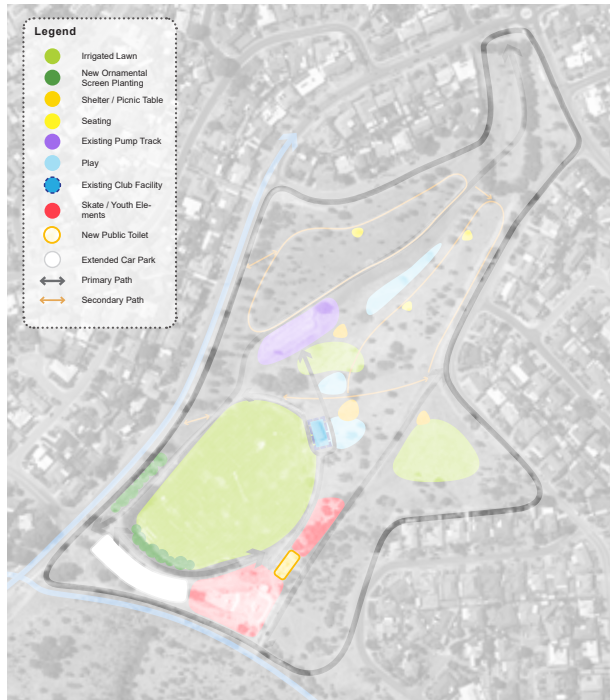 Legend
Irrigated Lawn
New Ornamental
Screen Planting
Shelter / Picnic Table
Seating
Existing Pump Track
Play
Existing Club Facility
Skate / Youth Ele-
ments
New Public Toilet
Extended Car Park
Primary Path
Secondary Path